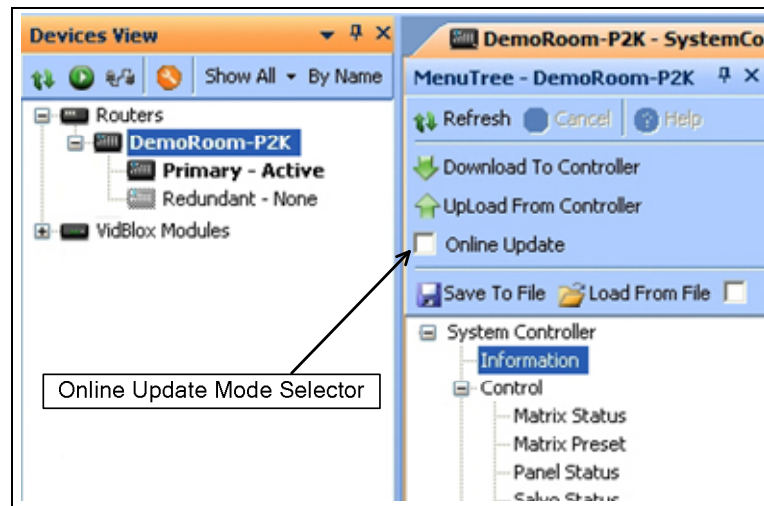 Devices View
Show All By Name
Routers
DemoRoom-P2K
Primary - Active
Redundant - None
VidBlox Modules
Online Update Mode Selector
DemoRoom-P2K - SystemCo
MenuTree - DemoRoom-P2K
Refresh Cancel Help
Download To Controller
UpLoad From Controller
Online Update
Save To File Load From File
System Controller
Information
Control
Matrix Status
Matrix Preset
Panel Status
Salvo Status